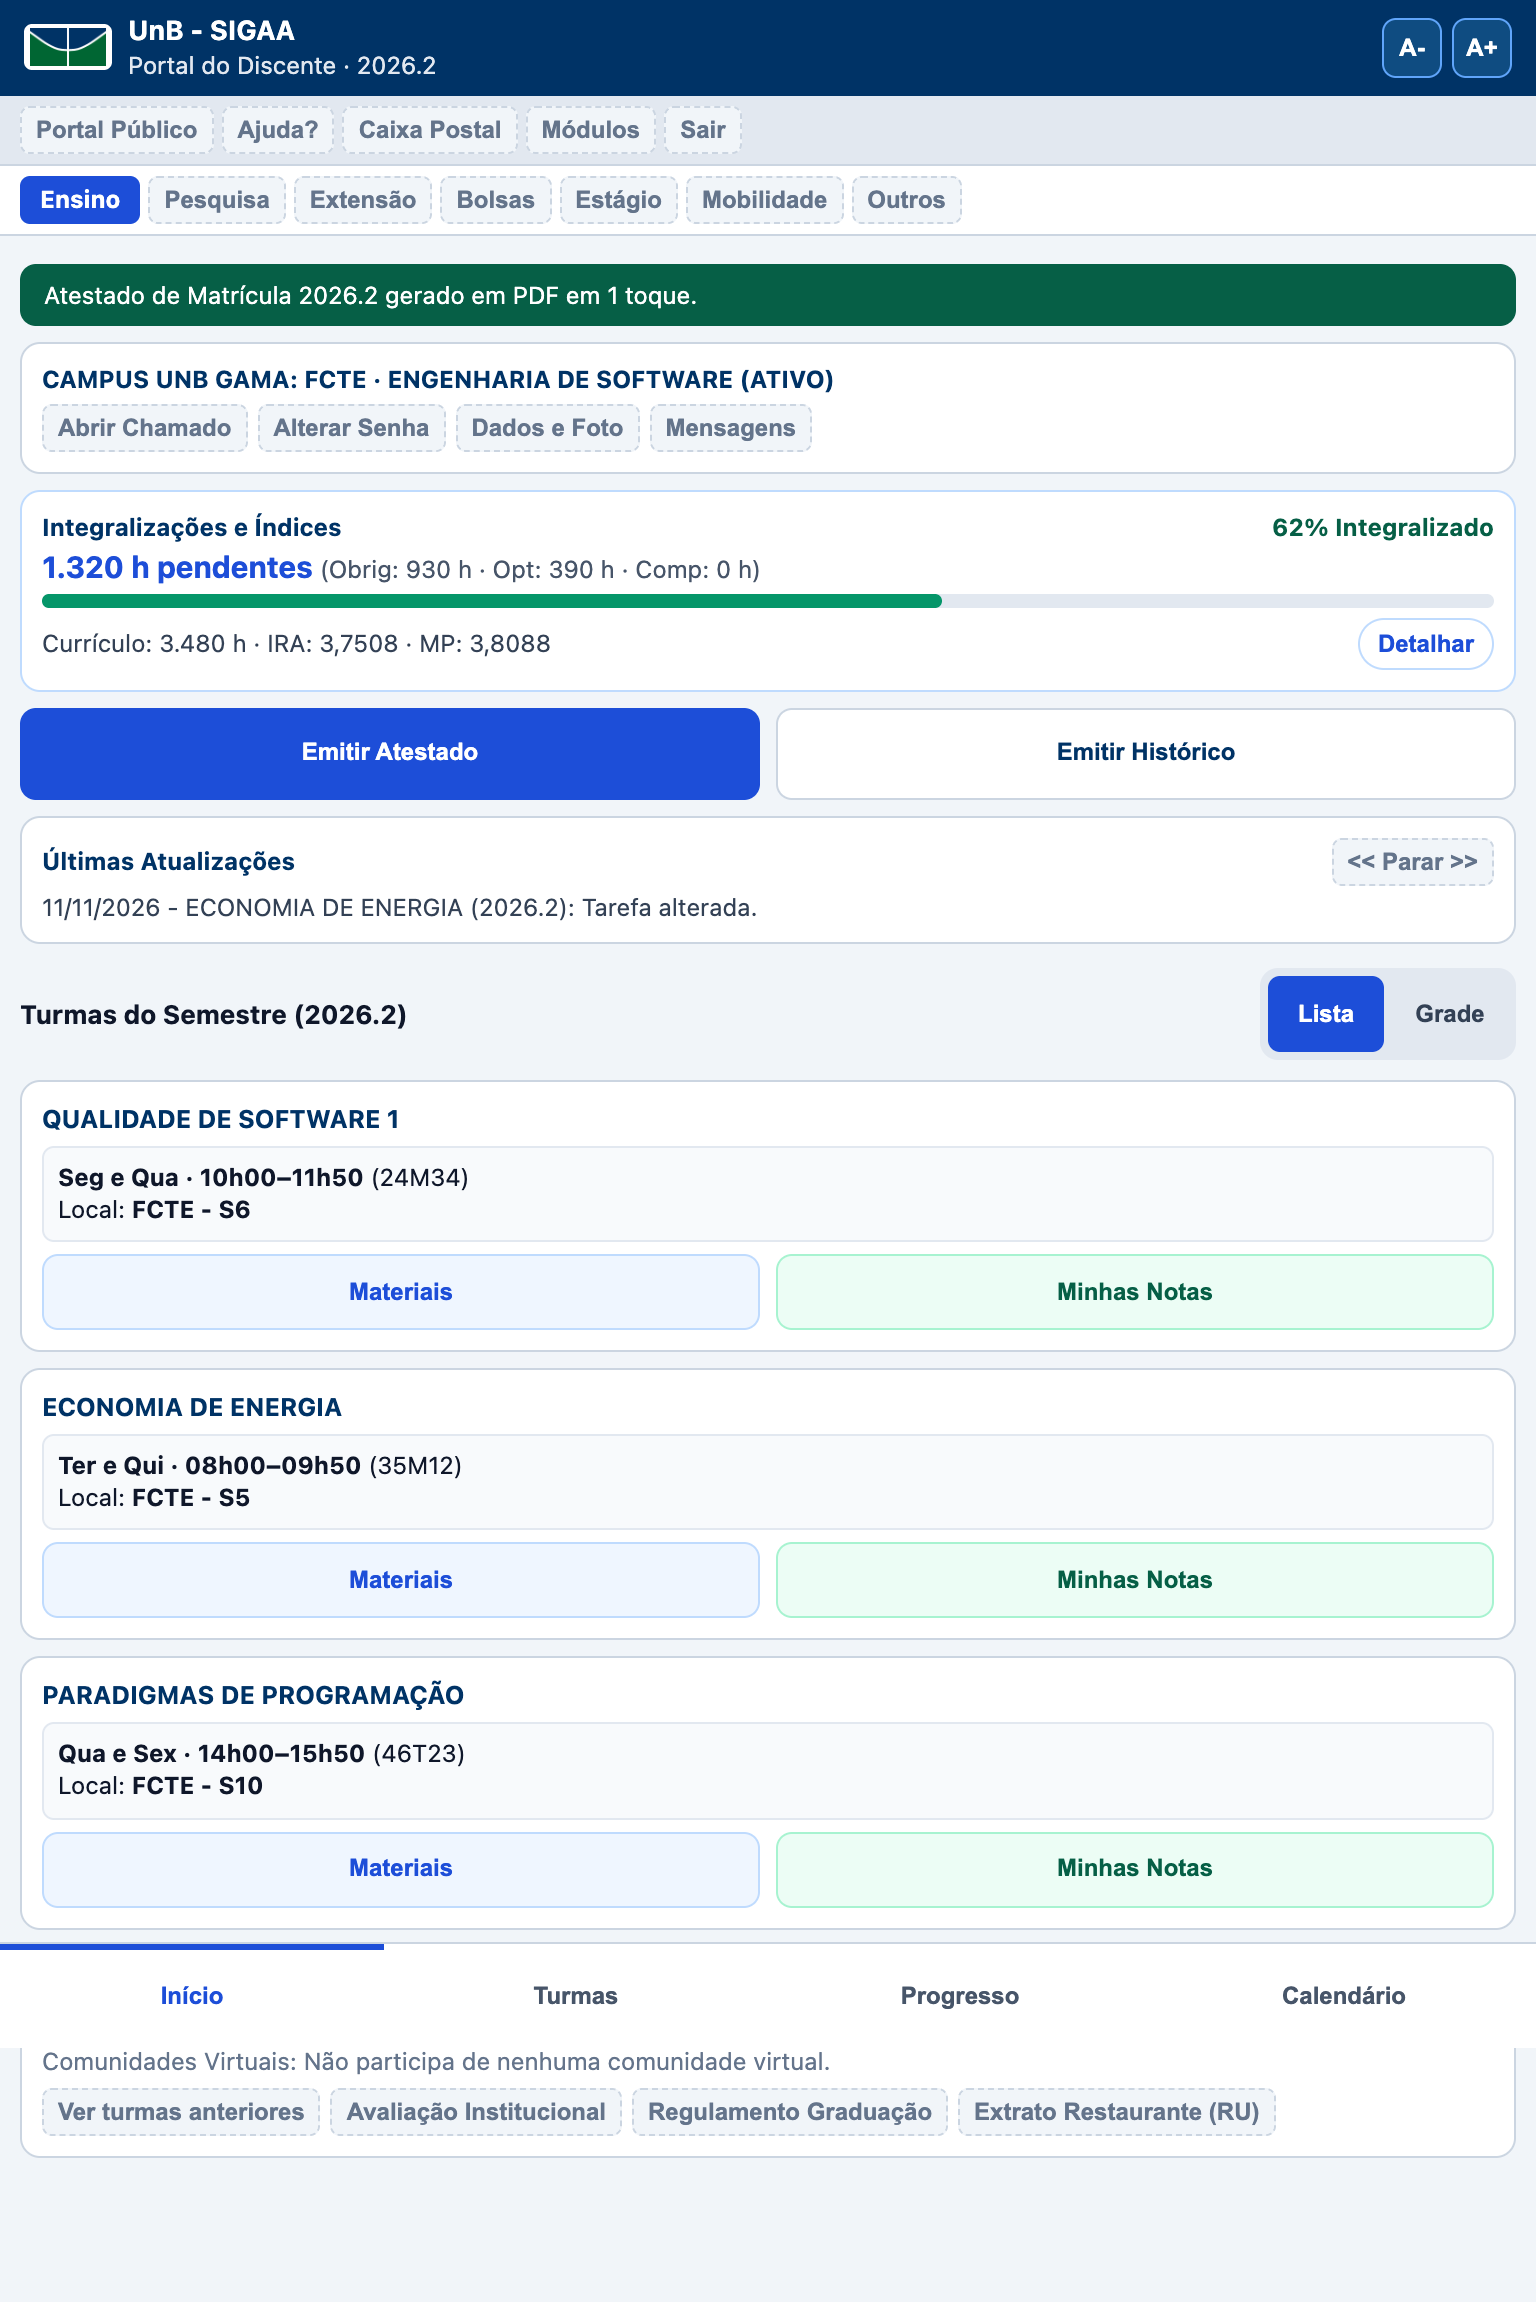 UnB - SIGAA
Portal do Discente · 2026.2
A-
A+
Portal Público
Ajuda?
Caixa Postal
Módulos
Sair
Ensino
Pesquisa
Extensão
Bolsas
Estágio
Mobilidade
Outros
Atestado de Matrícula 2026.2 gerado em PDF em 1 toque.
CAMPUS UNB GAMA: FCTE · ENGENHARIA DE SOFTWARE (ATIVO)
Abrir Chamado
Alterar Senha
Dados e Foto
Mensagens
Integralizações e Índices
62% Integralizado
1.320 h pendentes (Obrig: 930 h · Opt: 390 h · Comp: 0 h)
Currículo: 3.480 h · IRA: 3,7508 · MP: 3,8088
Detalhar
Emitir Atestado
Emitir Histórico
Últimas Atualizações
<< Parar >>
11/11/2026 - ECONOMIA DE ENERGIA (2026.2): Tarefa alterada.
Turmas do Semestre (2026.2)
Lista
Grade
QUALIDADE DE SOFTWARE 1
Seg e Qua · 10h00–11h50 (24M34)
Local: FCTE - S6
Materiais
Minhas Notas
ECONOMIA DE ENERGIA
Ter e Qui · 08h00–09h50 (35M12)
Local: FCTE - S5
Materiais
Minhas Notas
PARADIGMAS DE PROGRAMAÇÃO
Qua e Sex · 14h00–15h50 (46T23)
Local: FCTE - S10
Materiais
Minhas Notas
Início
Turmas
Progresso
Calendário
Comunidades Virtuais: Não participa de nenhuma comunidade virtual.
Ver turmas anteriores
Avaliação Institucional
Regulamento Graduação
Extrato Restaurante (RU)